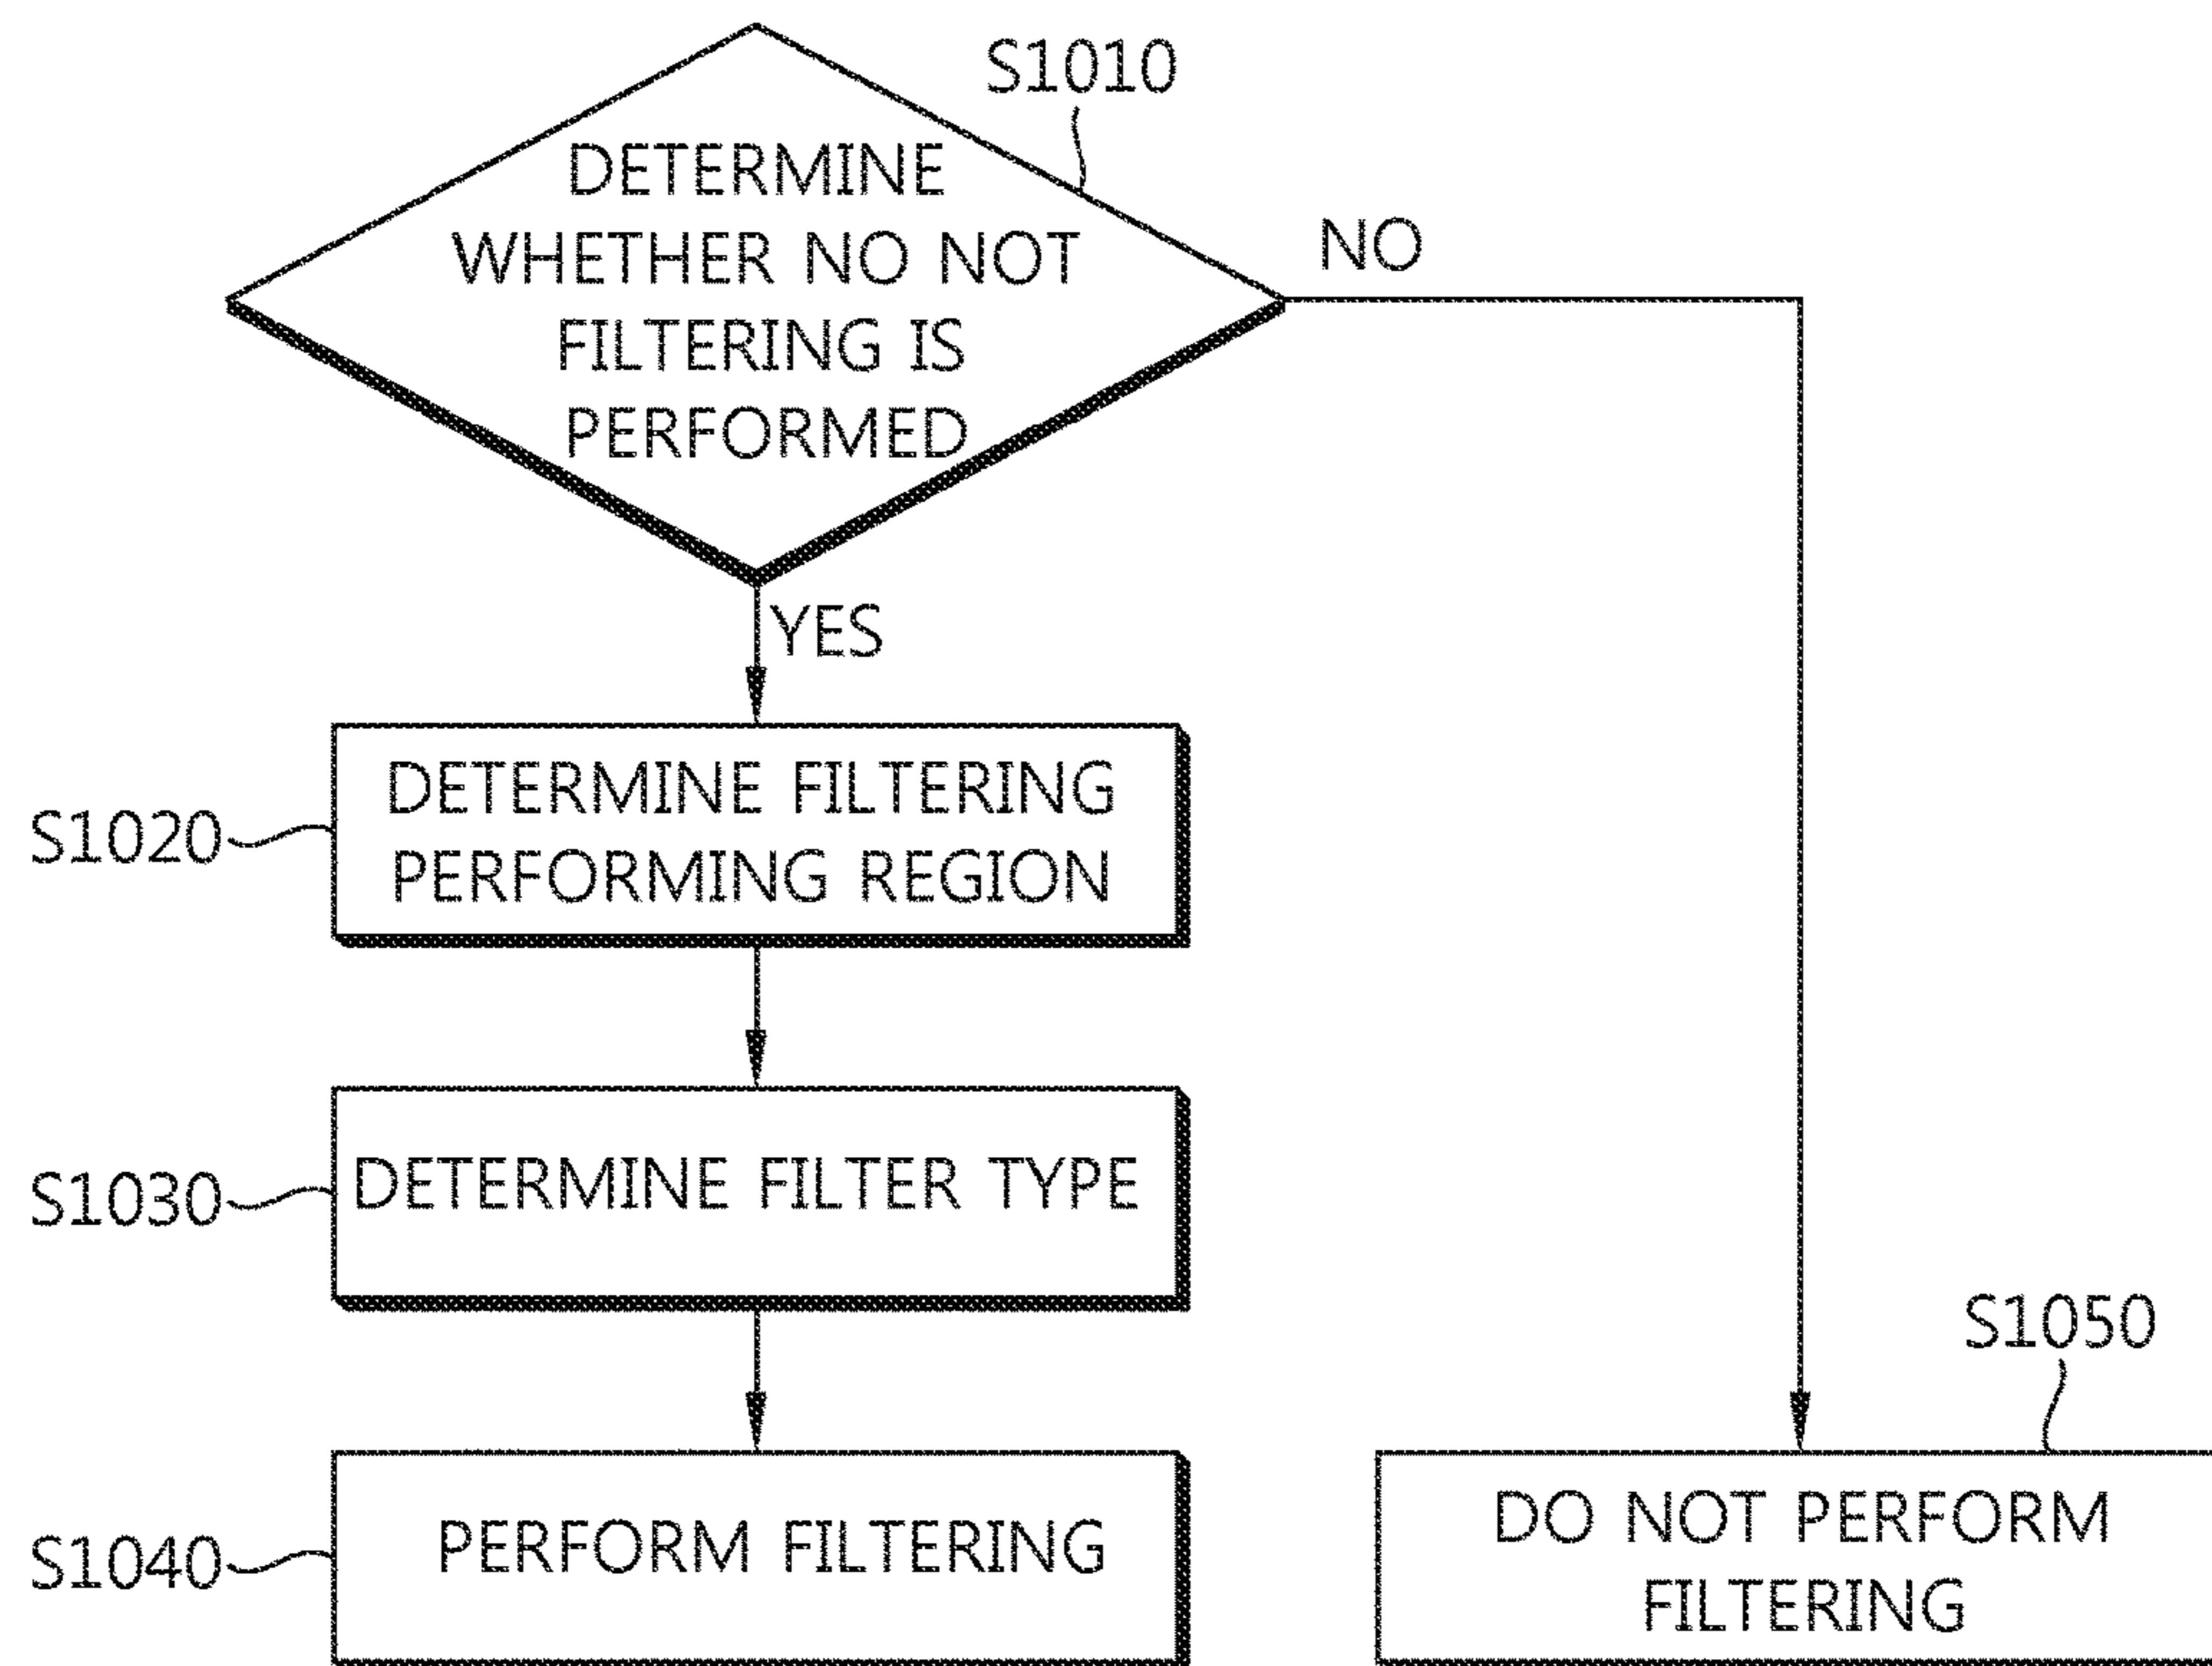 S1010
DETERMINE
WHETHER NO NOT
FILTERING IS
PERFORMED
NO
YES
S1020
DETERMINE FILTERING
PERFORMING REGION
S1030
DETERMINE FILTER TYPE
S1040
PERFORM FILTERING
S1050
DO NOT PERFORM
FILTERING